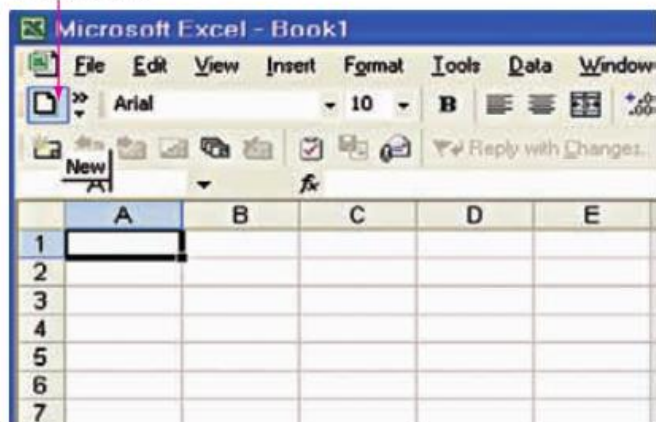 Microsoft Excel - Book1
File Edit View Insert Format Tools Data Window
» Arial 10 B
New
Reply with Changes...
A1 fx
A B C D E
1
2
3
4
5
6
7